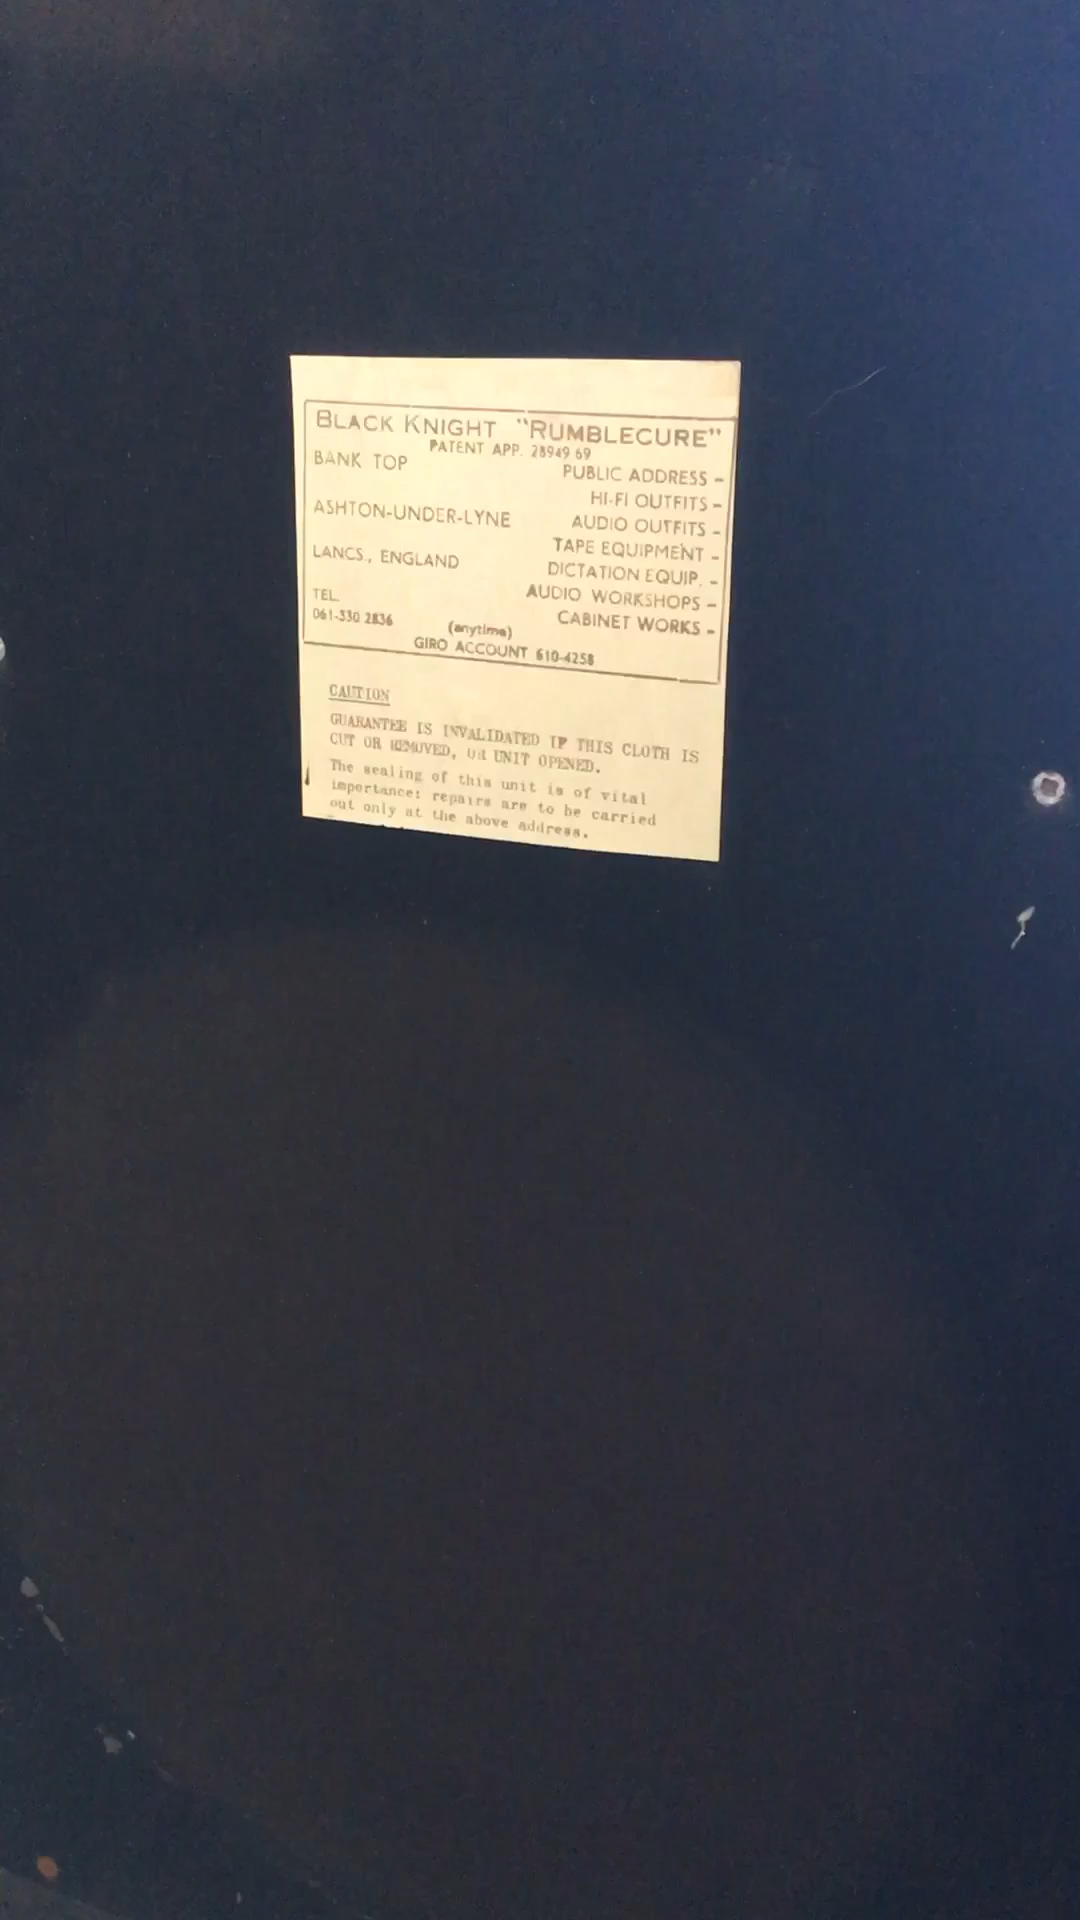 BLACK KNIGHT "RUMBLECURE"
PATENT APP. 28949 69
BANK TOP
ASHTON-UNDER-LYNE
LANCS., ENGLAND
TEL.
061-330 2836
(anytime)
PUBLIC ADDRESS -
HI-FI OUTFITS -
AUDIO OUTFITS -
TAPE EQUIPMENT -
DICTATION EQUIP. -
AUDIO WORKSHOPS -
CABINET WORKS -
GIRO ACCOUNT 610-4258
CAUTION
GUARANTEE IS INVALIDATED IF THIS CLOTH IS
CUT OR REMOVED, OR UNIT OPENED.
The sealing of this unit is of vital
importance: repairs are to be carried
out only at the above address.